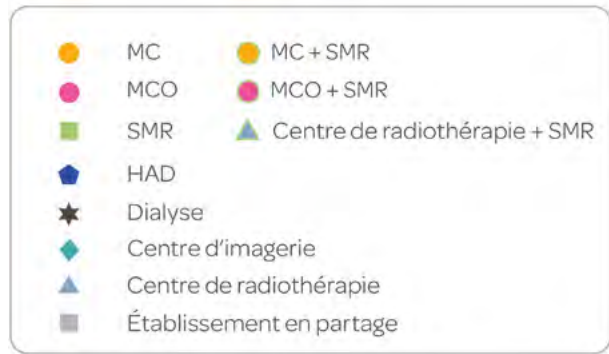 MC
MC + SMR
MCO
MCO + SMR
SMR
Centre de radiothérapie + SMR
HAD
Dialyse
Centre d'imagerie
Centre de radiothérapie
Établissement en partage